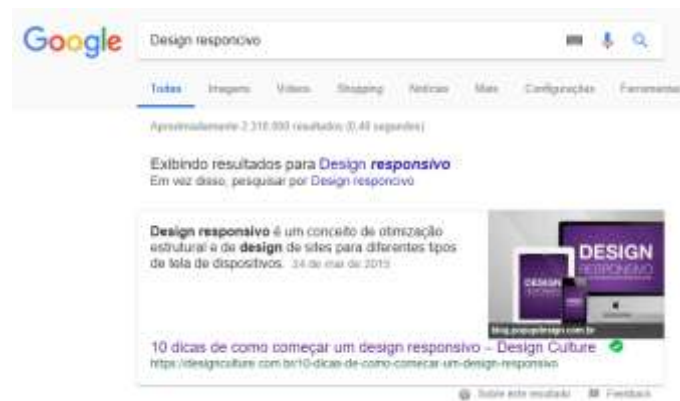 Google
Design responcivo
Todas Imagens Vídeos Shopping Notícias Mais Configurações Ferramentas
Aproximadamente 2.310.000 resultados (0,40 segundos)
Exibindo resultados para Design responsivo
Em vez disso, pesquisar por Design responcivo
Design responsivo é um conceito de otimização
estrutural e de design de sites para diferentes tipos
de tela de dispositivos. 24 de mar de 2015
DESIGN
RESPONSIVO
DESIGN
blog.popupdesign.com.br
10 dicas de como começar um design responsivo – Design Culture
https://designculture.com.br/10-dicas-de-como-comecar-um-design-responsivo
Sobre este resultado Feedback